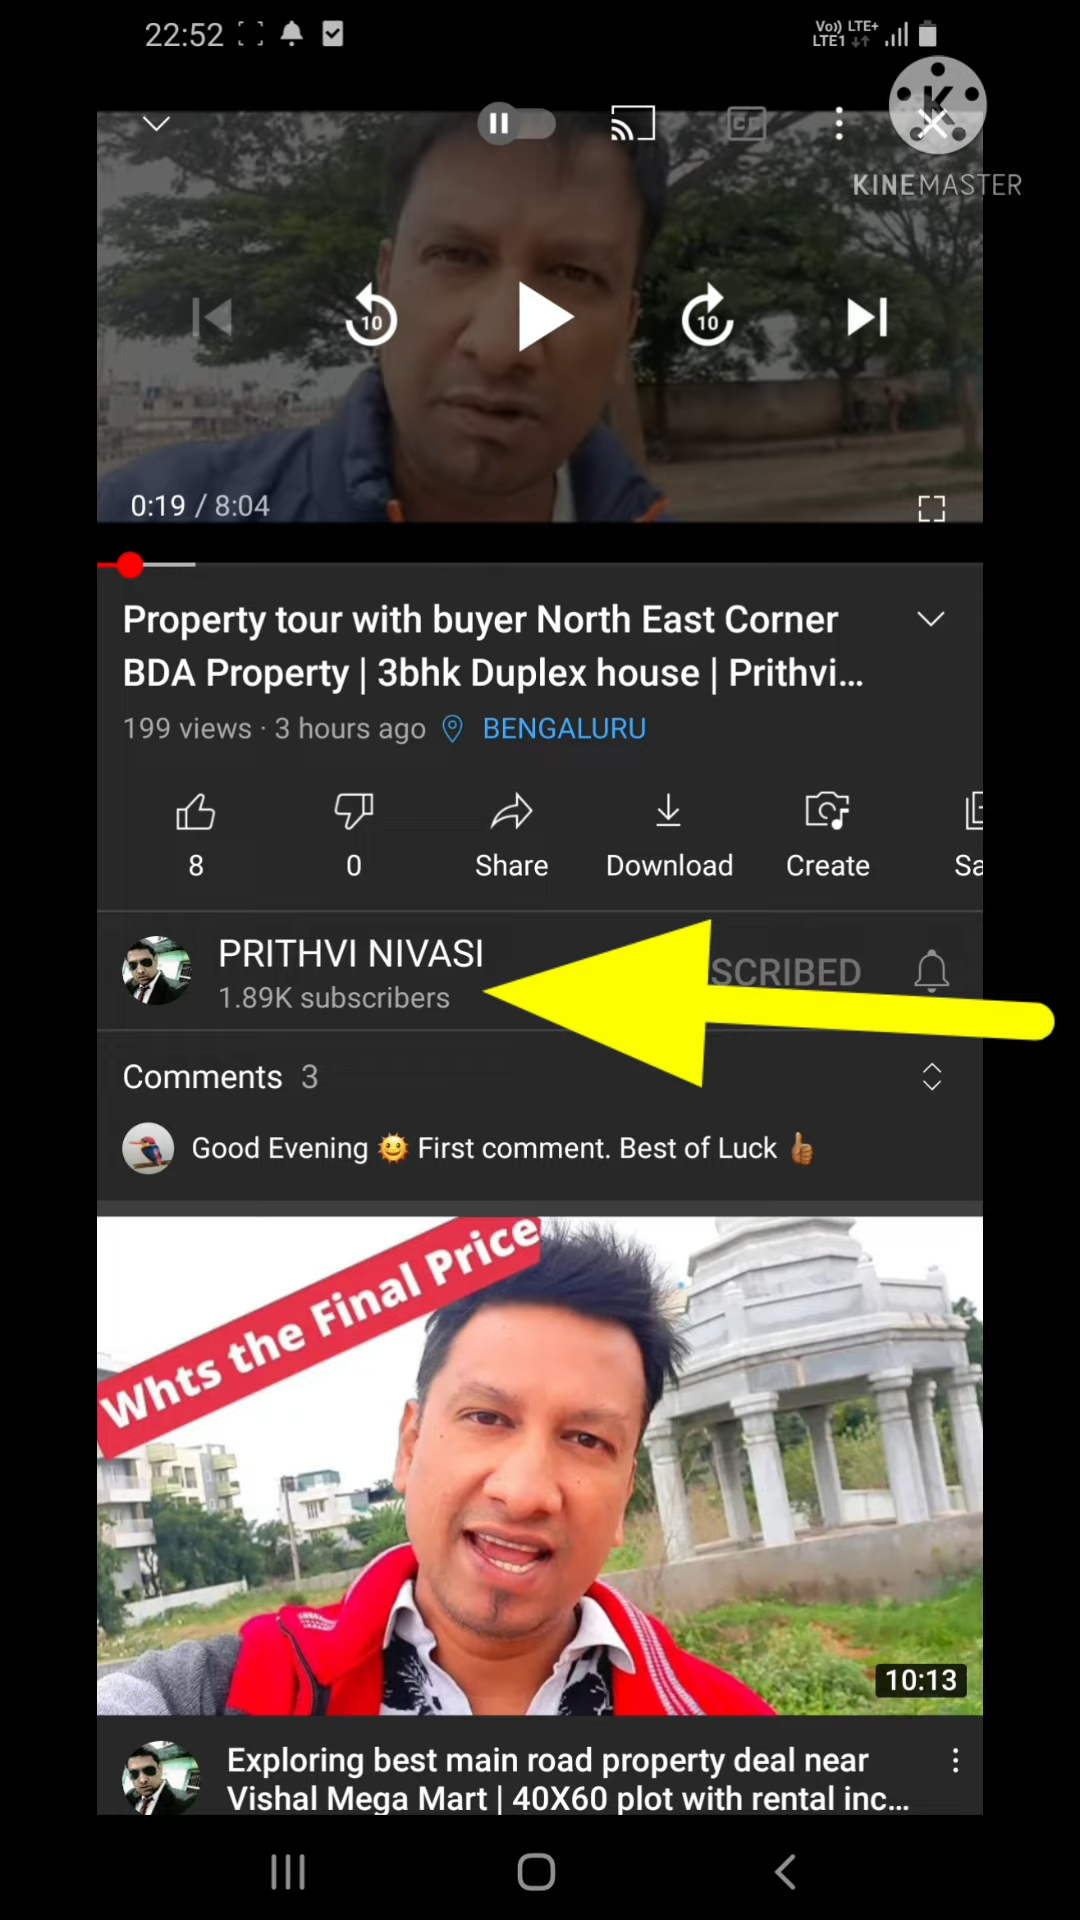 22:52
Vo)) LTE+
LTE1
K
KINEMASTER
CC
10
10
0:19 / 8:04
Property tour with buyer North East Corner
BDA Property | 3bhk Duplex house | Prithvi...
199 views · 3 hours ago BENGALURU
8
0
Share
Download
Create
Sa
PRITHVI NIVASI
SCRIBED
1.89K subscribers
Comments 3
Good Evening 🌞 First comment. Best of Luck 👍🏾
Whts the Final Price
10:13
Exploring best main road property deal near
Vishal Mega Mart | 40X60 plot with rental inc...